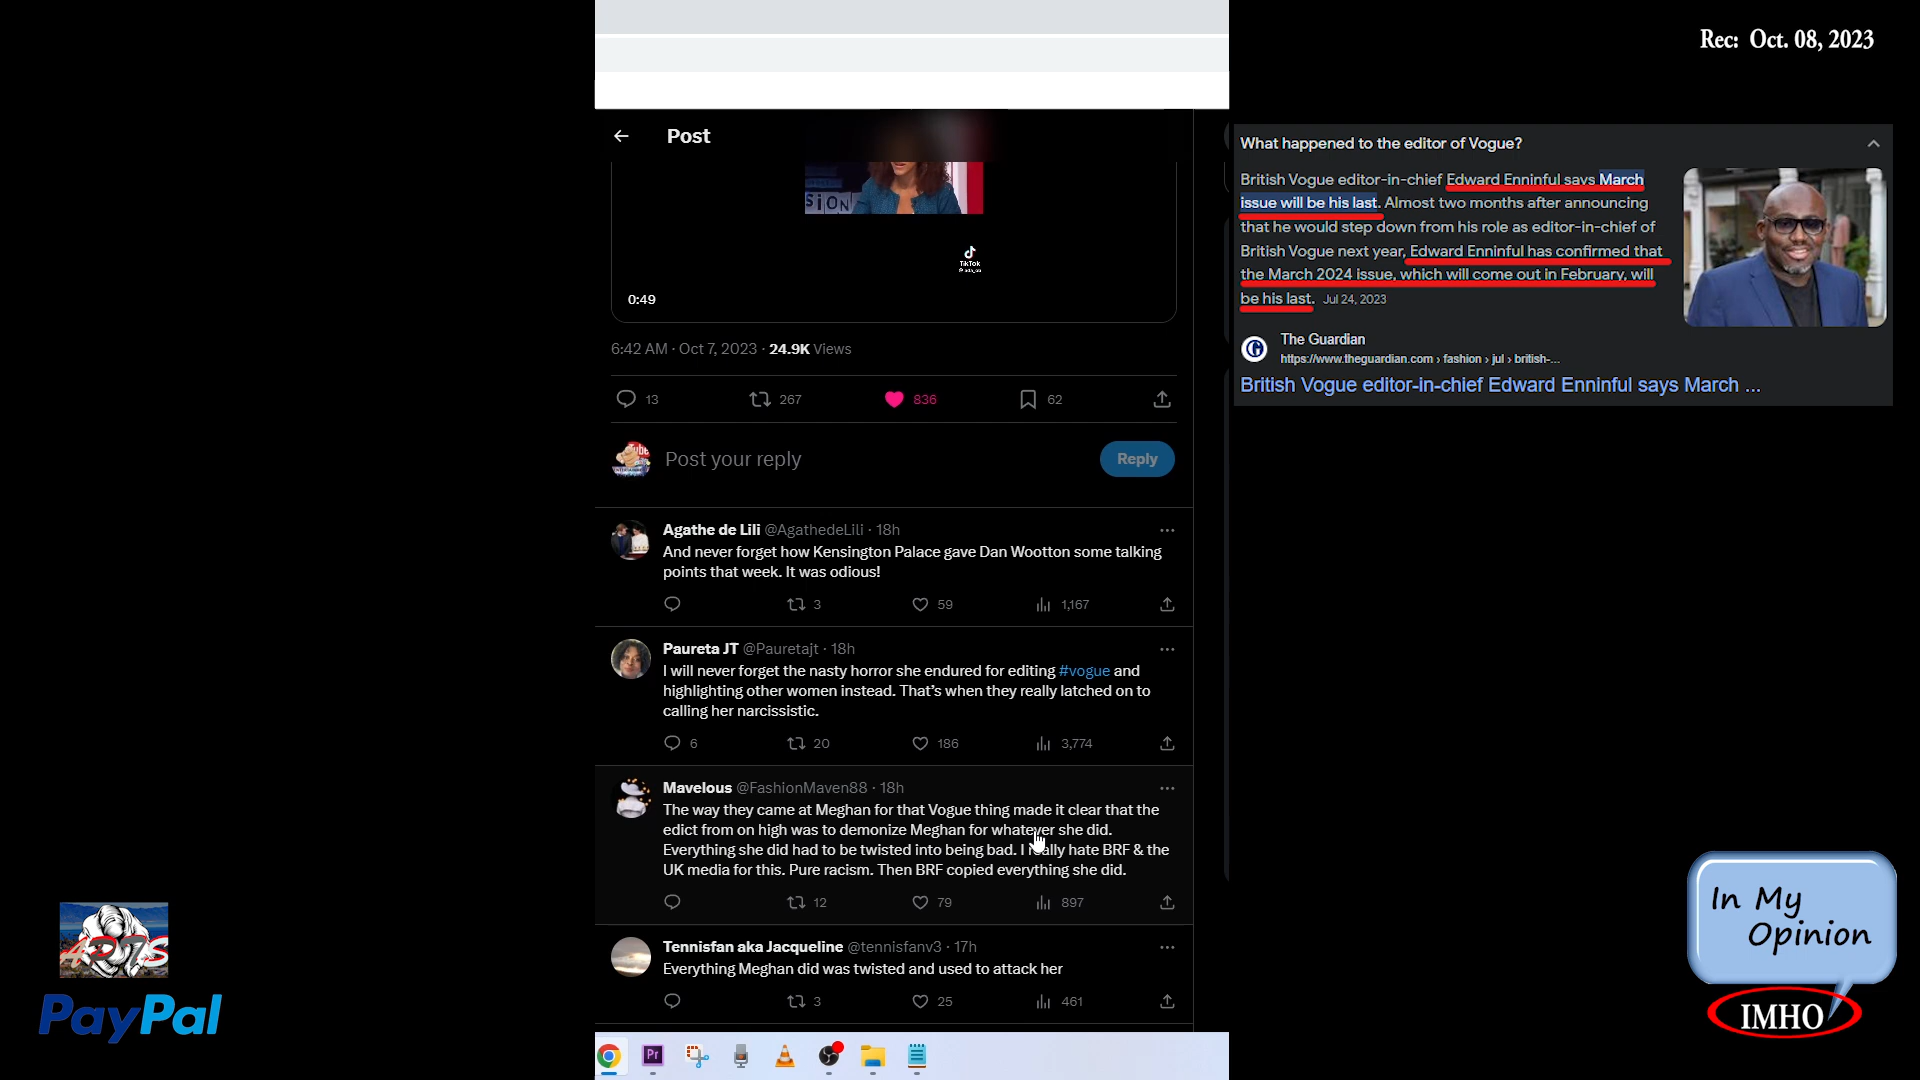 Rec: Oct. 08, 2023
Post
SION
TikTok
0:49
6:42 AM · Oct 7, 2023 · 24.9K Views
13 267 836 62
Post your reply
Reply
Agathe de Lili @AgathedeLili · 18h
And never forget how Kensington Palace gave Dan Wootton some talking
points that week. It was odious!
3 59 1,167
Paureta JT @Pauretajt · 18h
I will never forget the nasty horror she endured for editing #vogue and
highlighting other women instead. That's when they really latched on to
calling her narcissistic.
6 20 186 3,774
Mavelous @FashionMaven88 · 18h
The way they came at Meghan for that Vogue thing made it clear that the
edict from on high was to demonize Meghan for whatever she did.
Everything she did had to be twisted into being bad. I really hate BRF & the
UK media for this. Pure racism. Then BRF copied everything she did.
12 79 897
Tennisfan aka Jacqueline @tennisfanv3 · 17h
Everything Meghan did was twisted and used to attack her
3 25 461
Pr
What happened to the editor of Vogue?
British Vogue editor-in-chief Edward Enninful says March
issue will be his last. Almost two months after announcing
that he would step down from his role as editor-in-chief of
British Vogue next year, Edward Enninful has confirmed that
the March 2024 issue, which will come out in February, will
be his last. Jul 24, 2023
The Guardian
https://www.theguardian.com › fashion › jul › british-...
British Vogue editor-in-chief Edward Enninful says March ...
PayPal
In My
Opinion
IMHO